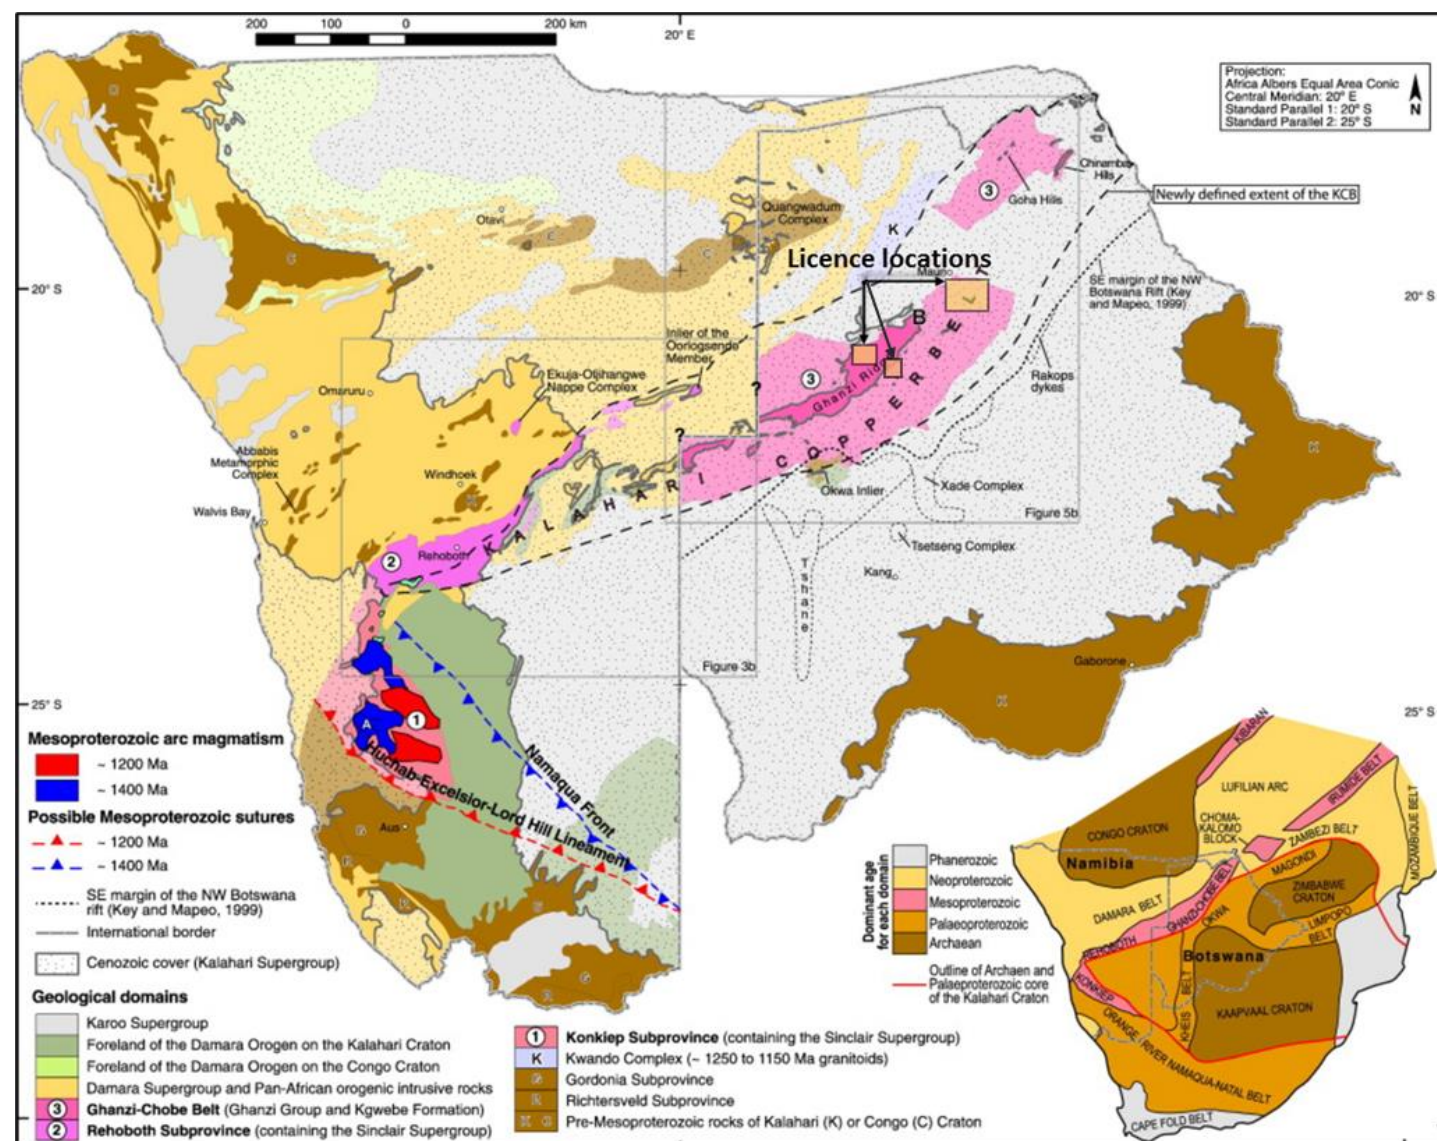 200 100 0 200 km
20° E
Projection:
Africa Albers Equal Area Conic
Central Meridian: 20° E
Standard Parallel 1: 20° S
Standard Parallel 2: 25° S
N
Chinamba
Hills
Goha Hills
3
Newly defined extent of the KCB
Quangwadum
Complex
Otavi
K
Licence locations
Mauno
20° S
20° S
SE margin of the NW
Botswana Rift (Key
and Mapeo, 1999)
Inlier of the
Oorlogsende
Member
B
Ekuja-Otjihangwe
Nappe Complex
3
Ghanzi Rid
Omaruru
Rakops
dykes
?
?
KALAHARI COPPERBE
Abbabis
Metamorphic
Complex
Windhoek
Okwa Inlier
Xade Complex
Figure 5b
Walvis Bay
Rehoboth
2
Tsetseng Complex
Kang
Tshane
K
Figure 3b
Gaborone
K
25° S
25° S
A
1
Huchab-Excelsior-Lord Hill Lineament
Namaqua Front
Aus
Mesoproterozoic arc magmatism
~ 1200 Ma
~ 1400 Ma
Possible Mesoproterozoic sutures
~ 1200 Ma
~ 1400 Ma
SE margin of the NW Botswana
rift (Key and Mapeo, 1999)
International border
Cenozoic cover (Kalahari Supergroup)
Geological domains
Karoo Supergroup
Foreland of the Damara Orogen on the Kalahari Craton
Foreland of the Damara Orogen on the Congo Craton
Damara Supergroup and Pan-African orogenic intrusive rocks
3 Ghanzi-Chobe Belt (Ghanzi Group and Kgwebe Formation)
2 Rehoboth Subprovince (containing the Sinclair Supergroup)
1 Konkiep Subprovince (containing the Sinclair Supergroup)
K Kwando Complex (~ 1250 to 1150 Ma granitoids)
G Gordonia Subprovince
R Richtersveld Subprovince
K C Pre-Mesoproterozoic rocks of Kalahari (K) or Congo (C) Craton
Dominant age
for each domain
Phanerozoic
Neoproterozoic
Mesoproterozoic
Palaeoproterozoic
Archaean
Outline of Archaen and
Palaeproterozoic core
of the Kalahari Craton
KIBARAN
LUFILIAN ARC
IRUMIDE BELT
CONGO CRATON
CHOMA-
KALOMO
BLOCK
ZAMBEZI BELT
MOZAMBIQUE BELT
Namibia
MAGONDI
ZIMBABWE
CRATON
DAMARA BELT
GHANZI-CHOBE BELT
OKWA
LIMPOPO
BELT
REHOBOTH
Botswana
KONKIEP
KHEIS BELT
KAAPVAAL CRATON
ORANGE RIVER NAMAQUA-NATAL BELT
CAPE FOLD BELT